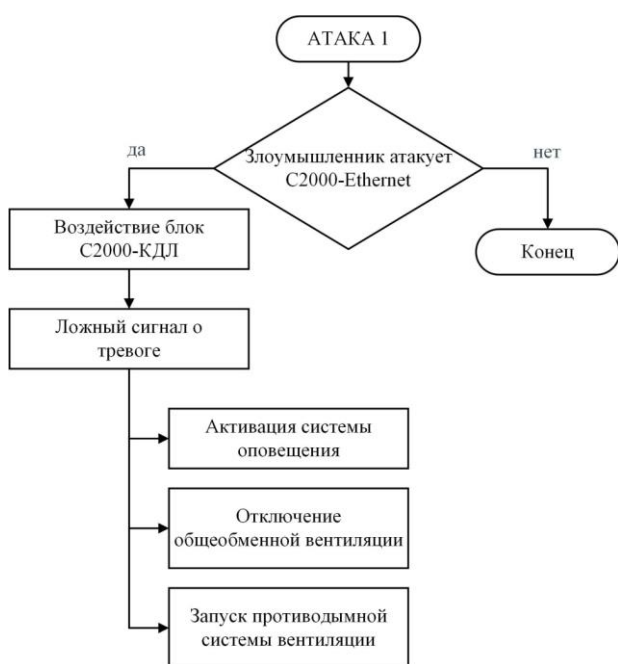 АТАКА 1
Злоумышленник атакует
C2000-Ethernet
да
нет
Воздействие блок
С2000-КДЛ
Конец
Ложный сигнал о
тревоге
Активация системы
оповещения
Отключение
общеобменной вентиляции
Запуск противодымной
системы вентиляции